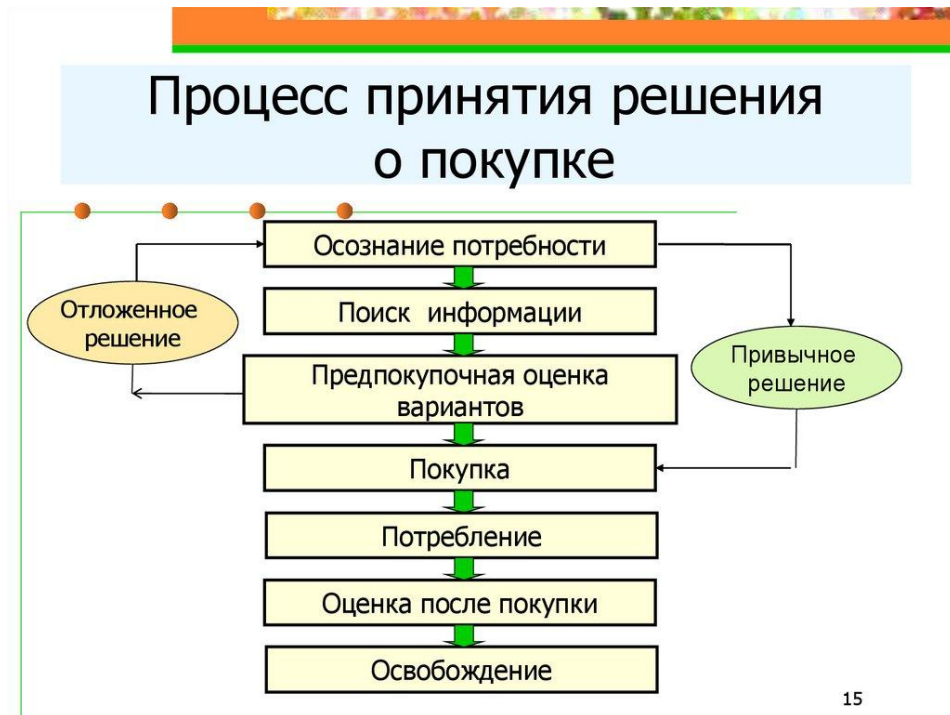 Процесс принятия решения
о покупке
Осознание потребности
Отложенное
решение
Поиск информации
Привычное
решение
Предпокупочная оценка
вариантов
Покупка
Потребление
Оценка после покупки
Освобождение
15